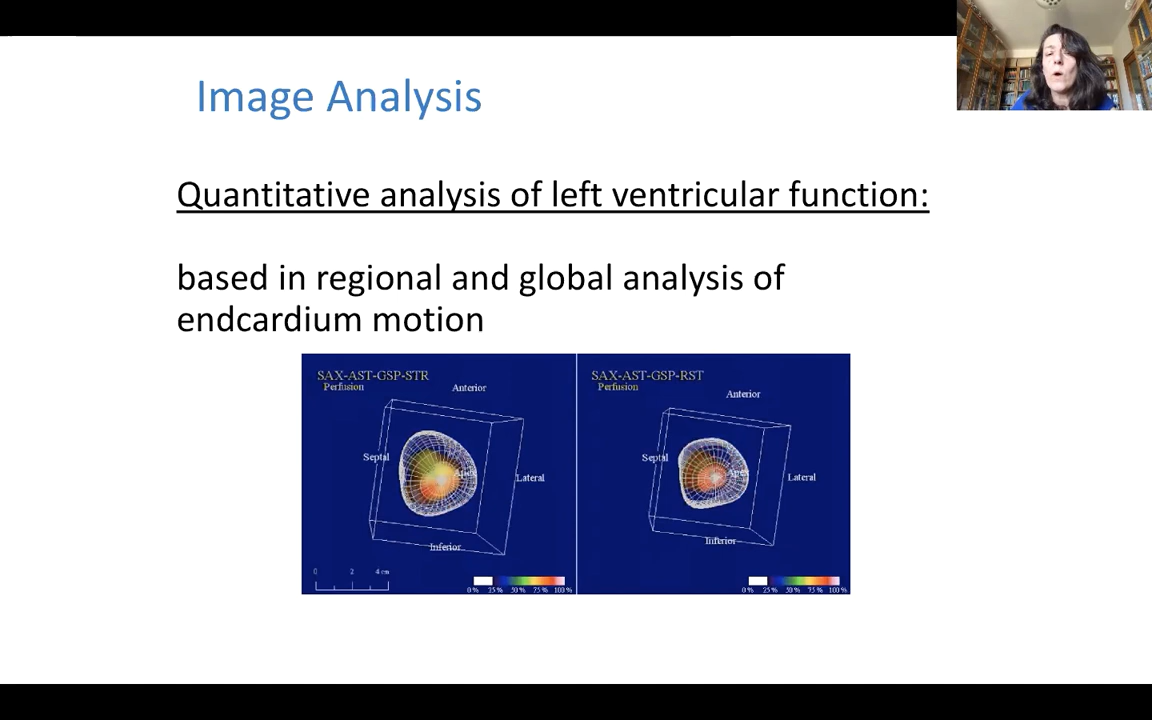 Image Analysis
Quantitative analysis of left ventricular function:
based in regional and global analysis of
endcardium motion
SAX-AST-GSP-STR
Perfusion
Anterior
Septal
Apex
Lateral
Inferior
0 2 4 cm
0 % 25 % 50 % 75 % 100 %
SAX-AST-GSP-RST
Perfusion
Anterior
Septal
Apex
Lateral
Inferior
0 % 25 % 50 % 75 % 100 %